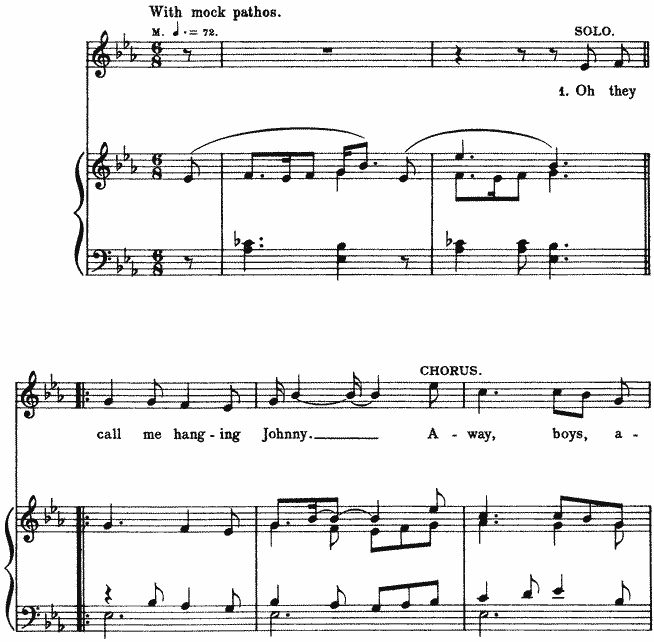 With mock pathos.
M. ♩. = 72.
SOLO.
1. Oh they
CHORUS.
call me hang - ing Johnny. A - way, boys, a -